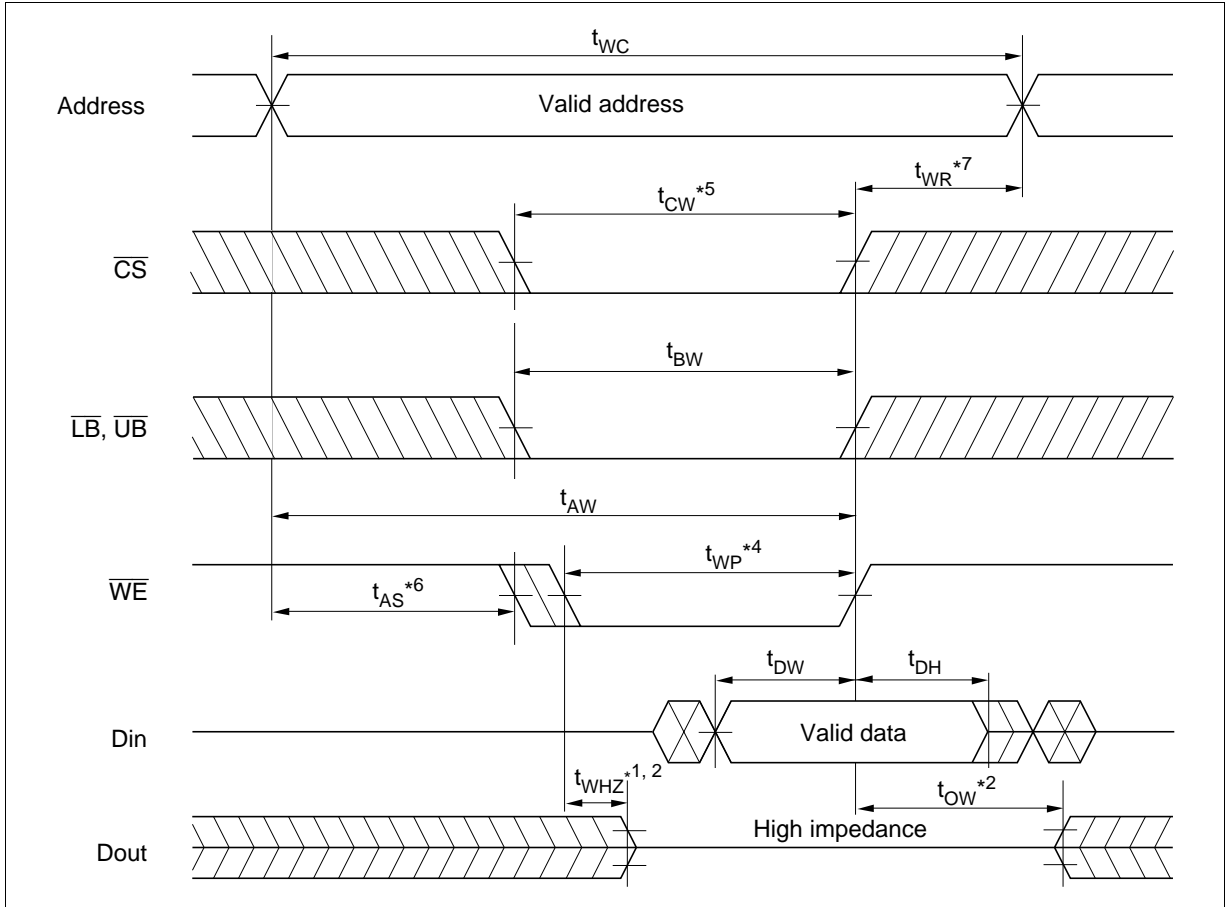 tWC
Address
Valid address
tWR*7
tCW*5
CS
tBW
LB, UB
tAW
tWP*4
WE
tAS*6
tDW
tDH
Din
Valid data
tWHZ*1, 2
tOW*2
High impedance
Dout